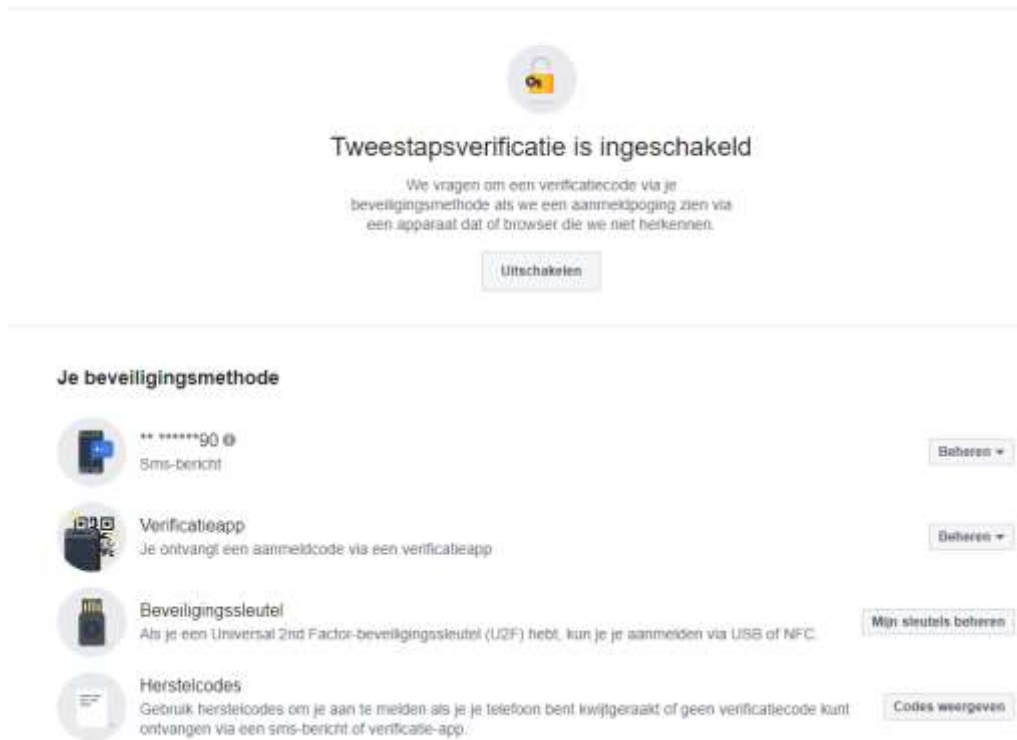 Tweestapsverificatie is ingeschakeld
We vragen om een verificatiecode via je
beveiligingsmethode als we een aanmeldpoging zien via
een apparaat dat of browser die we niet herkennen.
Uitschakelen
Je beveiligingsmethode
** ******90
Sms-bericht
Beheren
Verificatieapp
Je ontvangt een aanmeldcode via een verificatieapp
Beheren
Beveiligingssleutel
Als je een Universal 2nd Factor-beveiligingssleutel (U2F) hebt, kun je je aanmelden via USB of NFC.
Mijn sleutels beheren
Herstelcodes
Gebruik herstelcodes om je aan te melden als je je telefoon bent kwijtgeraakt of geen verificatiecode kunt
ontvangen via een sms-bericht of verificatie-app.
Codes weergeven